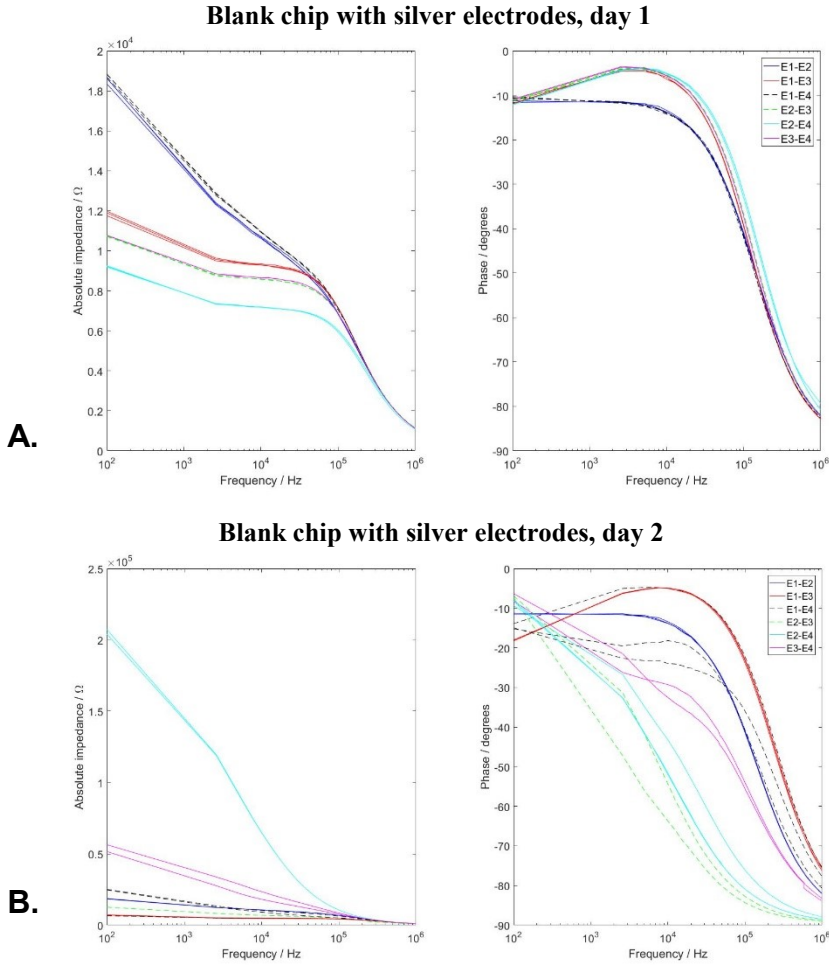 Blank chip with silver electrodes, day 1
×10⁴
2
1.8
1.6
1.4
1.2
1
0.8
0.6
0.4
0.2
0
Absolute impedance / Ω
10² 10³ 10⁴ 10⁵ 10⁶
Frequency / Hz
0
-10
-20
-30
-40
-50
-60
-70
-80
-90
Phase / degrees
10² 10³ 10⁴ 10⁵ 10⁶
Frequency / Hz
E1-E2
E1-E3
E1-E4
E2-E3
E2-E4
E3-E4
A.
Blank chip with silver electrodes, day 2
×10⁵
2.5
2
1.5
1
0.5
0
Absolute impedance / Ω
10² 10³ 10⁴ 10⁵ 10⁶
Frequency / Hz
0
-10
-20
-30
-40
-50
-60
-70
-80
-90
Phase / degrees
10² 10³ 10⁴ 10⁵ 10⁶
Frequency / Hz
E1-E2
E1-E3
E1-E4
E2-E3
E2-E4
E3-E4
B.